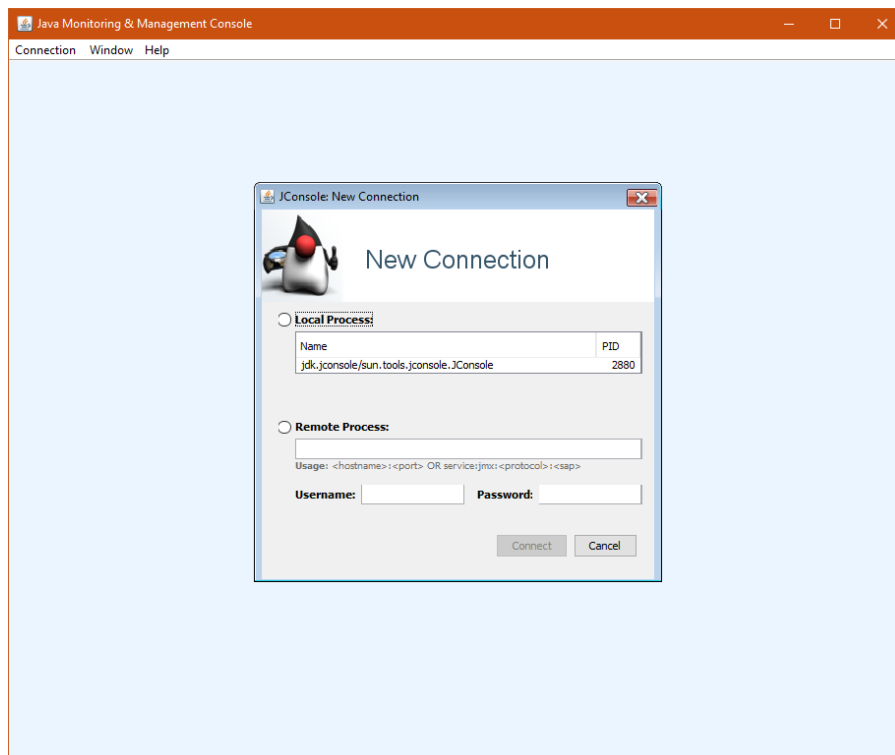 Java Monitoring & Management Console
Connection Window Help
JConsole: New Connection
New Connection
Local Process:
Name PID
jdk.jconsole/sun.tools.jconsole.JConsole 2880
Remote Process:
Usage: <hostname>:<port> OR service:jmx:<protocol>:<sap>
Username: Password:
Connect Cancel